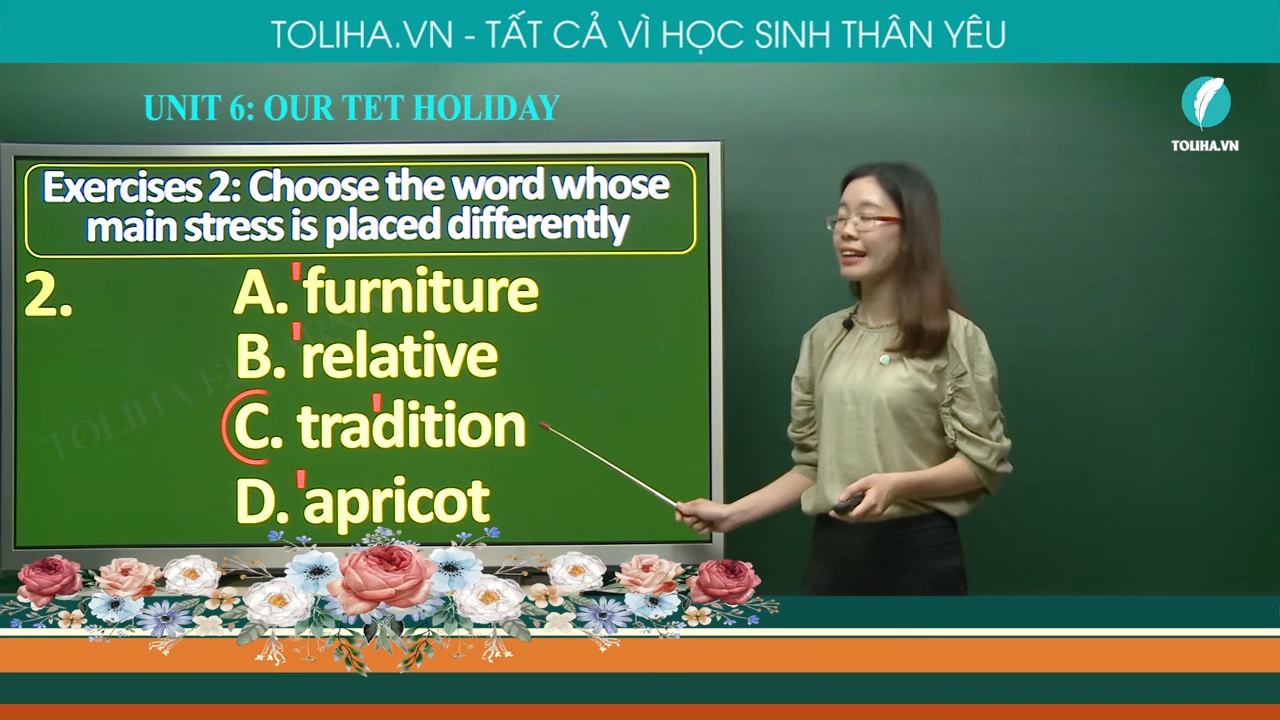 TOLIHA.VN - TẤT CẢ VÌ HỌC SINH THÂN YÊU
UNIT 6: OUR TET HOLIDAY
TOLIHA.VN
Exercises 2: Choose the word whose
main stress is placed differently
2. A. 'furniture
B. 'relative
C. tra'dition
D. 'apricot